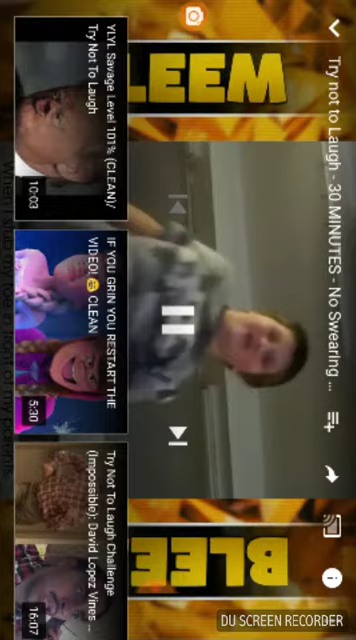 Try not to Laugh - 30 MINUTES - No Swearing ...
LEEM
BLEE
YLYL Savage Level 101% (CLEAN)/
Try Not To Laugh
10:03
IF YOU GRIN YOU RESTART THE
VIDEO!😂 CLEAN
5:30
Try Not To Laugh Challenge
(Impossible): David Lopez Vines ...
16:07
DU SCREEN RECORDER